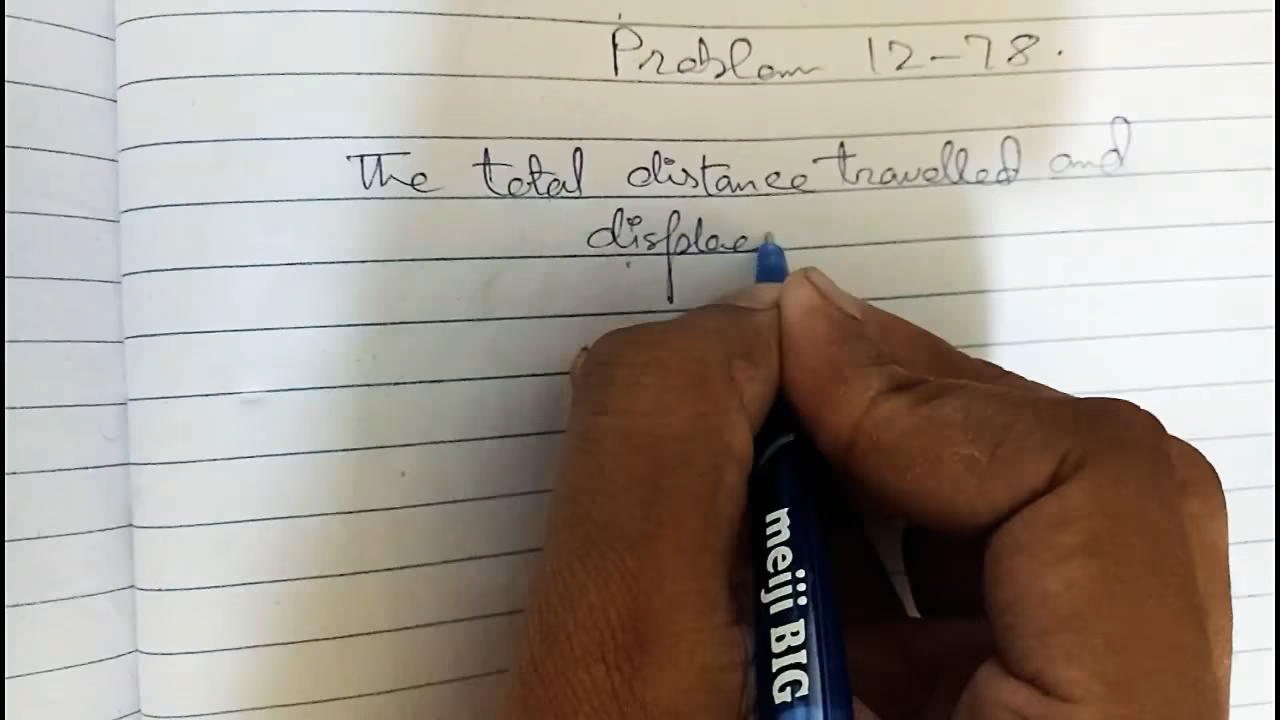 Problem 12-78.
The total distance travelled and
displace
meiji BIG